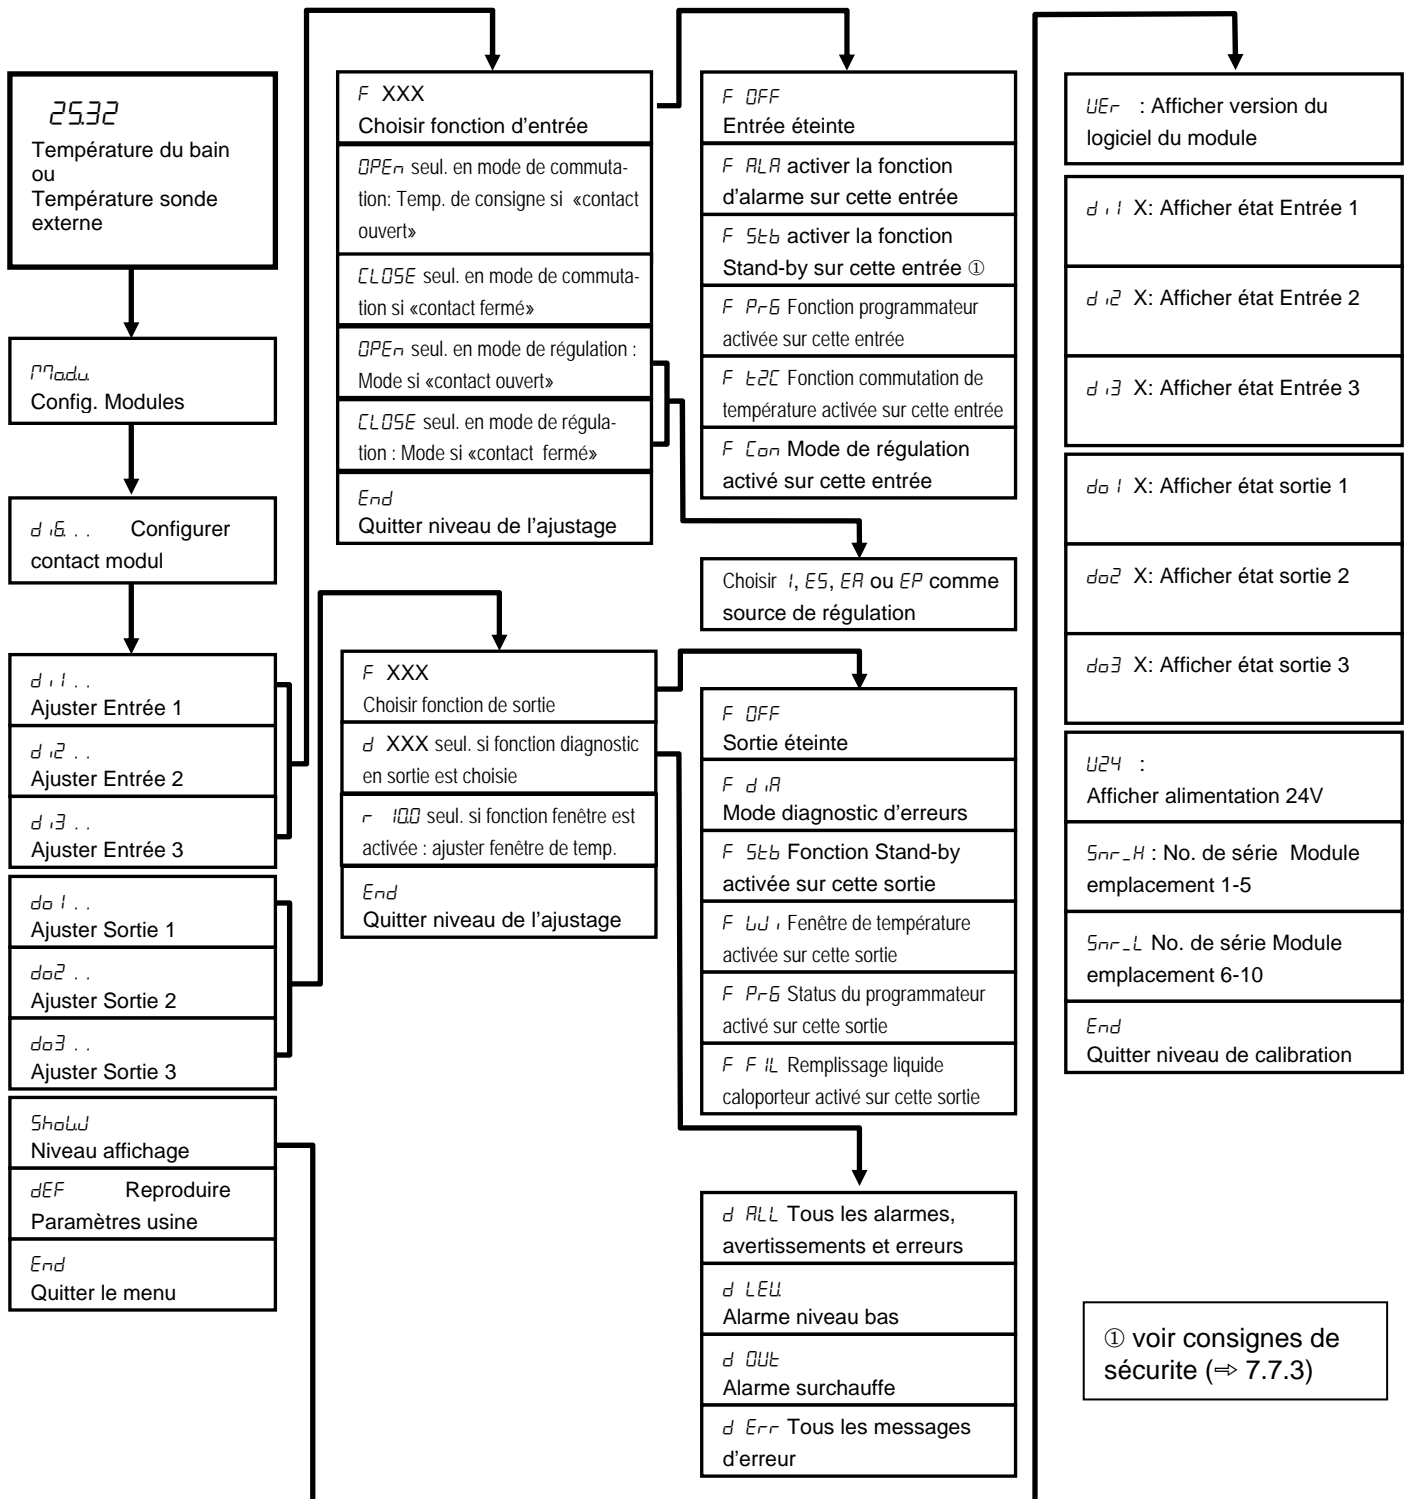 25.32
Température du bain
ou
Température sonde
externe
Modu.
Config. Modules
diG. . . Configurer
contact modul
di1 . .
Ajuster Entrée 1
di2 . .
Ajuster Entrée 2
di3 . .
Ajuster Entrée 3
do1 . .
Ajuster Sortie 1
do2 . .
Ajuster Sortie 2
do3 . .
Ajuster Sortie 3
ShoW
Niveau affichage
dEF Reproduire
Paramètres usine
End
Quitter le menu
F XXX
Choisir fonction d'entrée
OPEn seul. en mode de commuta-
tion: Temp. de consigne si «contact
ouvert»
CLOSE seul. en mode de commuta-
tion si «contact fermé»
OPEn seul. en mode de régulation :
Mode si «contact ouvert»
CLOSE seul. en mode de régula-
tion : Mode si «contact fermé»
End
Quitter niveau de l'ajustage
F XXX
Choisir fonction de sortie
d XXX seul. si fonction diagnostic
en sortie est choisie
r 10.0 seul. si fonction fenêtre est
activée : ajuster fenêtre de temp.
End
Quitter niveau de l'ajustage
F OFF
Entrée éteinte
F ALA activer la fonction
d'alarme sur cette entrée
F Stb activer la fonction
Stand-by sur cette entrée ①
F PrG Fonction programmateur
activée sur cette entrée
F t2C Fonction commutation de
température activée sur cette entrée
F Con Mode de régulation
activé sur cette entrée
Choisir I, ES, EA ou EP comme
source de régulation
F OFF
Sortie éteinte
F diA
Mode diagnostic d'erreurs
F Stb Fonction Stand-by
activée sur cette sortie
F Wi Fenêtre de température
activée sur cette sortie
F PrG Status du programmateur
activé sur cette sortie
F FIL Remplissage liquide
caloporteur activé sur cette sortie
d ALL Tous les alarmes,
avertissements et erreurs
d LEU.
Alarme niveau bas
d OUt
Alarme surchauffe
d Err Tous les messages
d'erreur
UEr : Afficher version du
logiciel du module
di1 X: Afficher état Entrée 1
di2 X: Afficher état Entrée 2
di3 X: Afficher état Entrée 3
do1 X: Afficher état sortie 1
do2 X: Afficher état sortie 2
do3 X: Afficher état sortie 3
U24 :
Afficher alimentation 24V
Snr_H : No. de série Module
emplacement 1-5
Snr_L No. de série Module
emplacement 6-10
End
Quitter niveau de calibration
① voir consignes de
sécurite (⇨ 7.7.3)